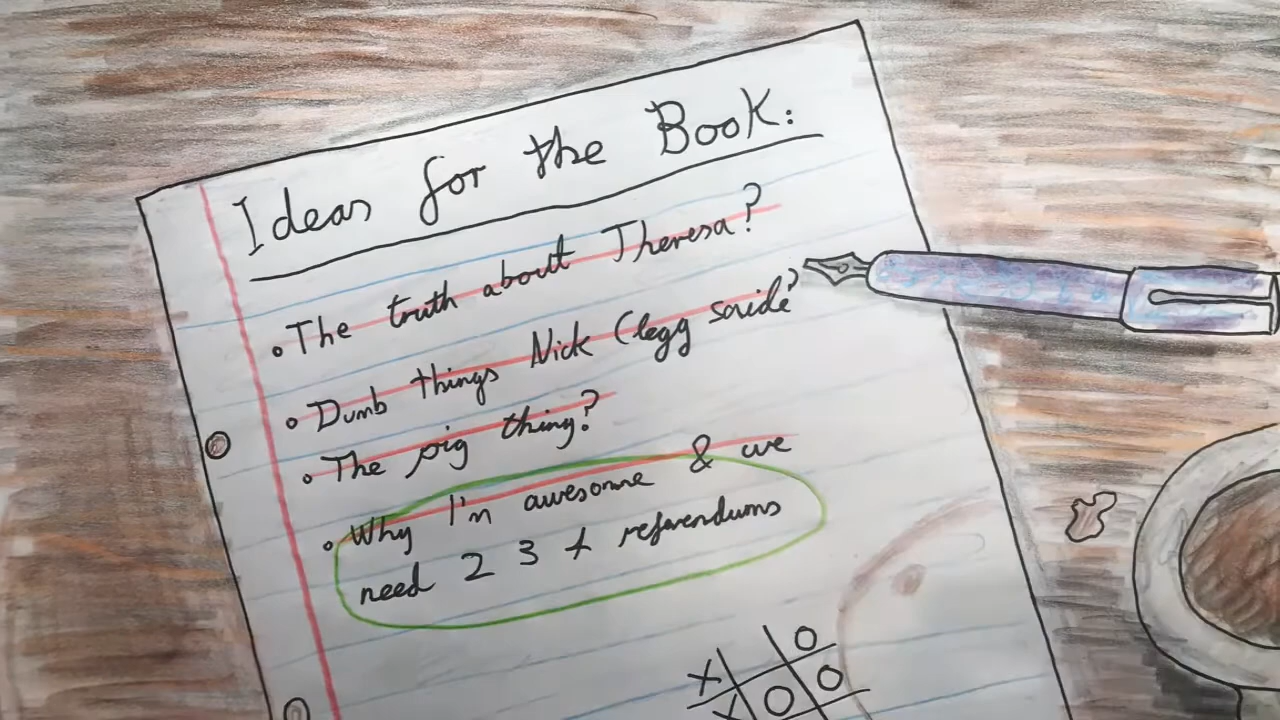 Ideas for the Book:
• The truth about Theresa?
• Dumb things Nick Clegg said?
• The pig thing?
• Why I'm awesome & we
need 2 3 + referendums
X O
O O